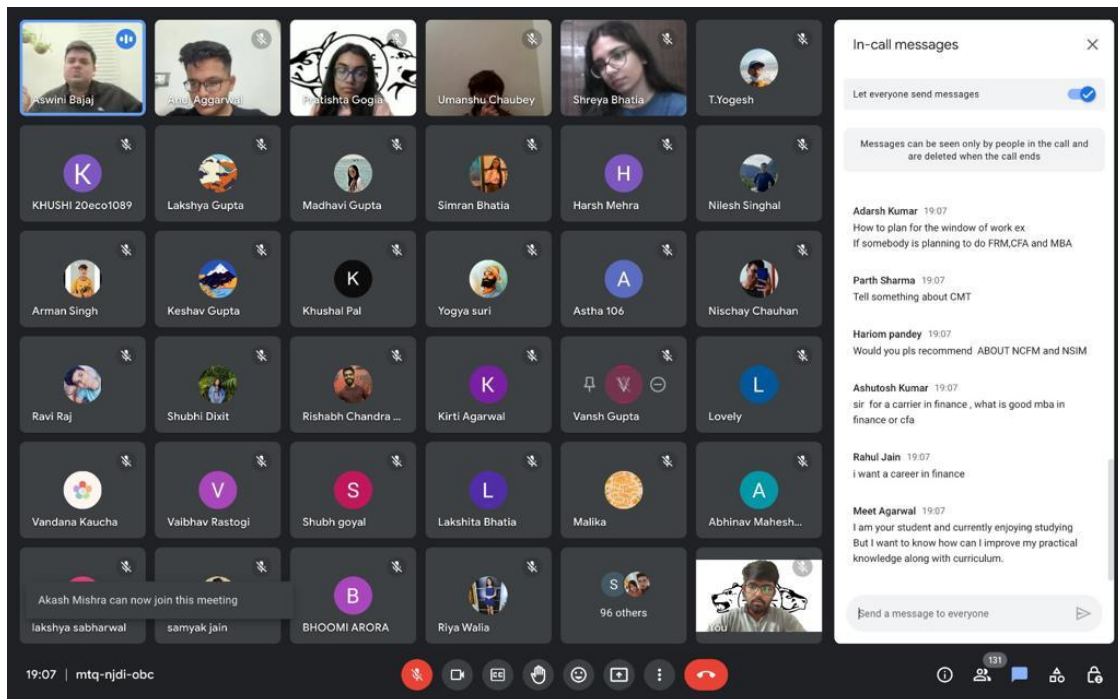 Aswini Bajaj
Anuj Aggarwal
Pratishta Gogia
Umanshu Chaubey
Shreya Bhatia
T.Yogesh
K
KHUSHI 20eco1089
Lakshya Gupta
Madhavi Gupta
Simran Bhatia
H
Harsh Mehra
Nilesh Singhal
Arman Singh
Keshav Gupta
K
Khushal Pal
Yogya suri
A
Astha 106
Nischay Chauhan
Ravi Raj
Shubhi Dixit
Rishabh Chandra ...
K
Kirti Agarwal
V
Vansh Gupta
L
Lovely
Vandana Kaucha
V
Vaibhav Rastogi
S
Shubh goyal
L
Lakshita Bhatia
Malika
A
Abhinav Mahesh...
Akash Mishra can now join this meeting
lakshya sabharwal
samyak jain
B
BHOOMI ARORA
Riya Walia
S
96 others
You
In-call messages
Let everyone send messages
Messages can be seen only by people in the call and
are deleted when the call ends
Adarsh Kumar 19:07
How to plan for the window of work ex
If somebody is planning to do FRM,CFA and MBA
Parth Sharma 19:07
Tell something about CMT
Hariom pandey 19:07
Would you pls recommend ABOUT NCFM and NSIM
Ashutosh Kumar 19:07
sir for a carrier in finance , what is good mba in
finance or cfa
Rahul Jain 19:07
i want a career in finance
Meet Agarwal 19:07
I am your student and currently enjoying studying
But I want to know how can I improve my practical
knowledge along with curriculum.
Send a message to everyone
19:07 | mtq-njdi-obc
131